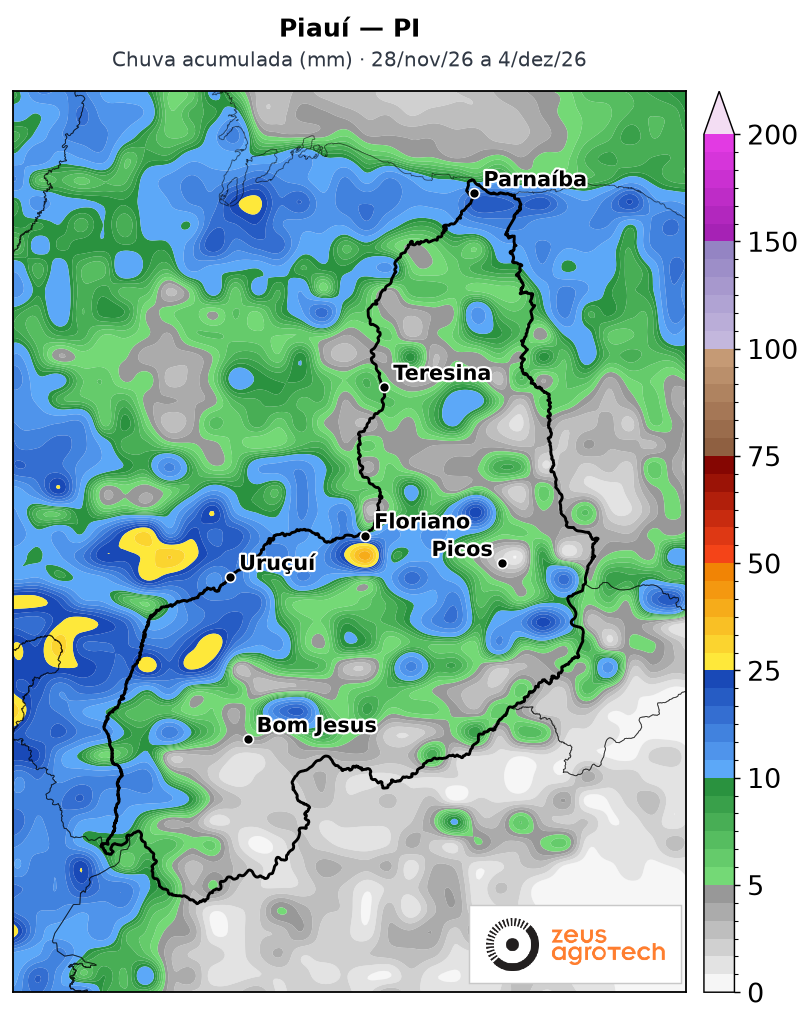 Piauí — PI
Chuva acumulada (mm) · 28/nov/26 a 4/dez/26
Parnaíba
Teresina
Floriano
Picos
Uruçuí
Bom Jesus
200
150
100
75
50
25
10
5
0
zeus
agrotech